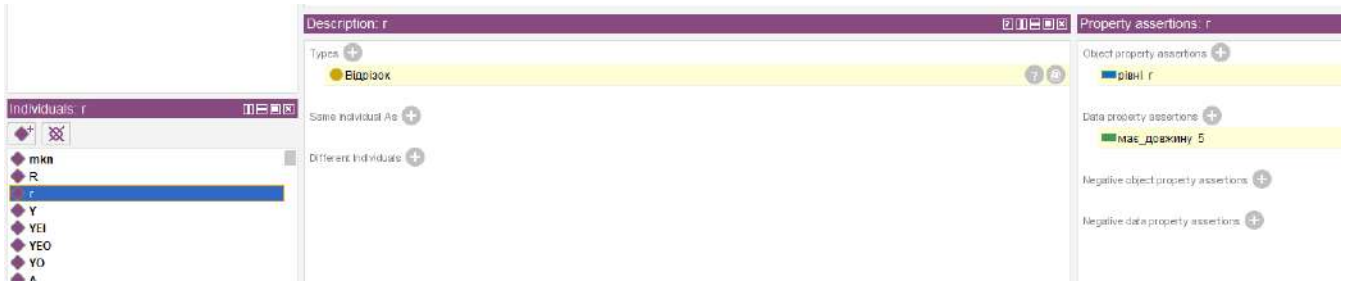 Description: r
Types
Відрізок
Same Individual As
Different Individuals
Individuals: r
mkn
R
r
Y
YEI
YEO
YO
A
Property assertions: r
Object property assertions
рівні r
Data property assertions
має_довжину 5
Negative object property assertions
Negative data property assertions